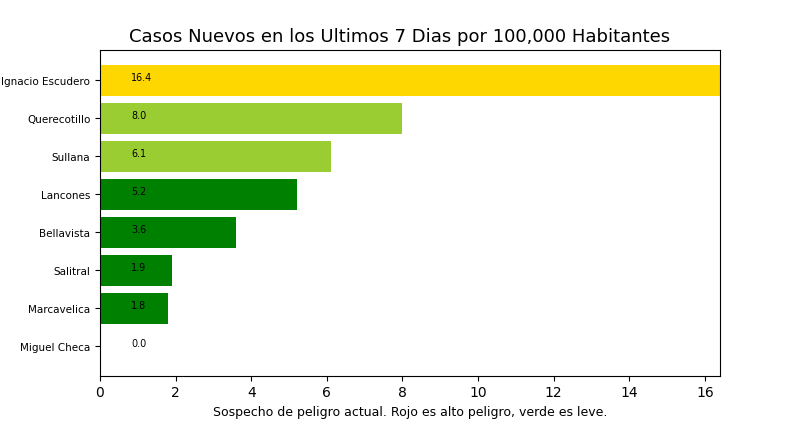 Casos Nuevos en los Ultimos 7 Dias por 100,000 Habitantes
Ignacio Escudero 16.4
Querecotillo 8.0
Sullana 6.1
Lancones 5.2
Bellavista 3.6
Salitral 1.9
Marcavelica 1.8
Miguel Checa 0.0
0 2 4 6 8 10 12 14 16
Sospecho de peligro actual. Rojo es alto peligro, verde es leve.